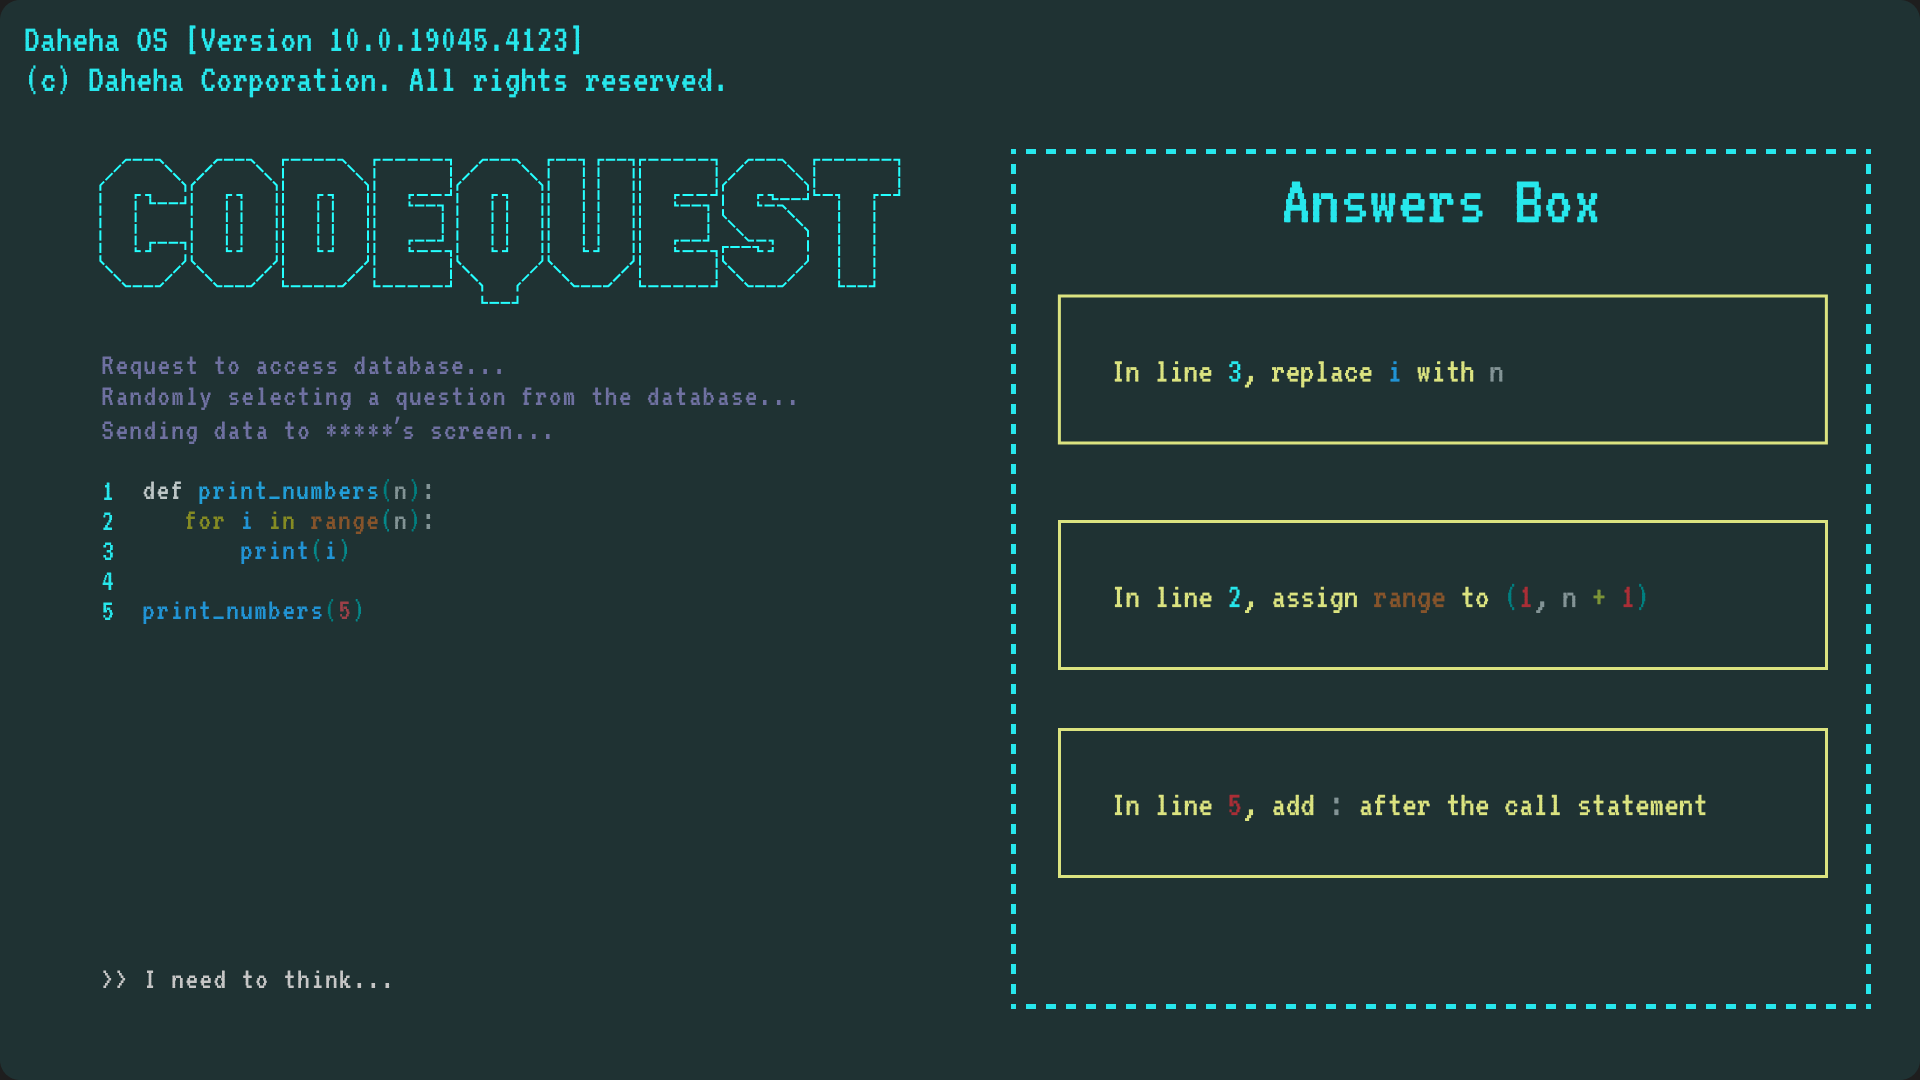 Daheha OS [Version 10.0.19045.4123]
(c) Daheha Corporation. All rights reserved.
CODEQUEST
Request to access database...
Randomly selecting a question from the database...
Sending data to *****'s screen...
1 def print_numbers(n):
2 for i in range(n):
3 print(i)
4
5 print_numbers(5)
>> I need to think...
Answers Box
In line 3, replace i with n
In line 2, assign range to (1, n + 1)
In line 5, add : after the call statement